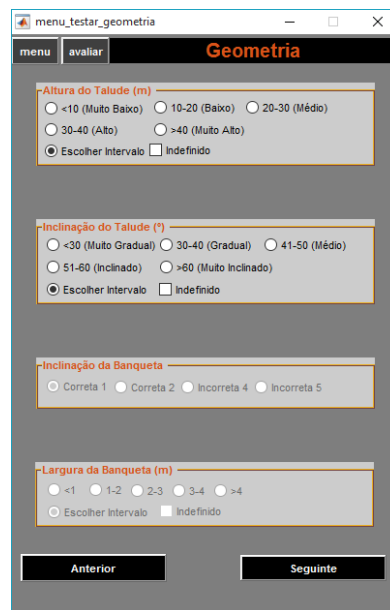 menu_testar_geometria
menu avaliar Geometria
Altura do Talude (m)
<10 (Muito Baixo) 10-20 (Baixo) 20-30 (Médio)
30-40 (Alto) >40 (Muito Alto)
Escolher Intervalo Indefinido
Inclinação do Talude (º)
<30 (Muito Gradual) 30-40 (Gradual) 41-50 (Médio)
51-60 (Inclinado) >60 (Muito Inclinado)
Escolher Intervalo Indefinido
Inclinação da Banqueta
Correta 1 Correta 2 Incorreta 4 Incorreta 5
Largura da Banqueta (m)
<1 1-2 2-3 3-4 >4
Escolher Intervalo Indefinido
Anterior Seguinte